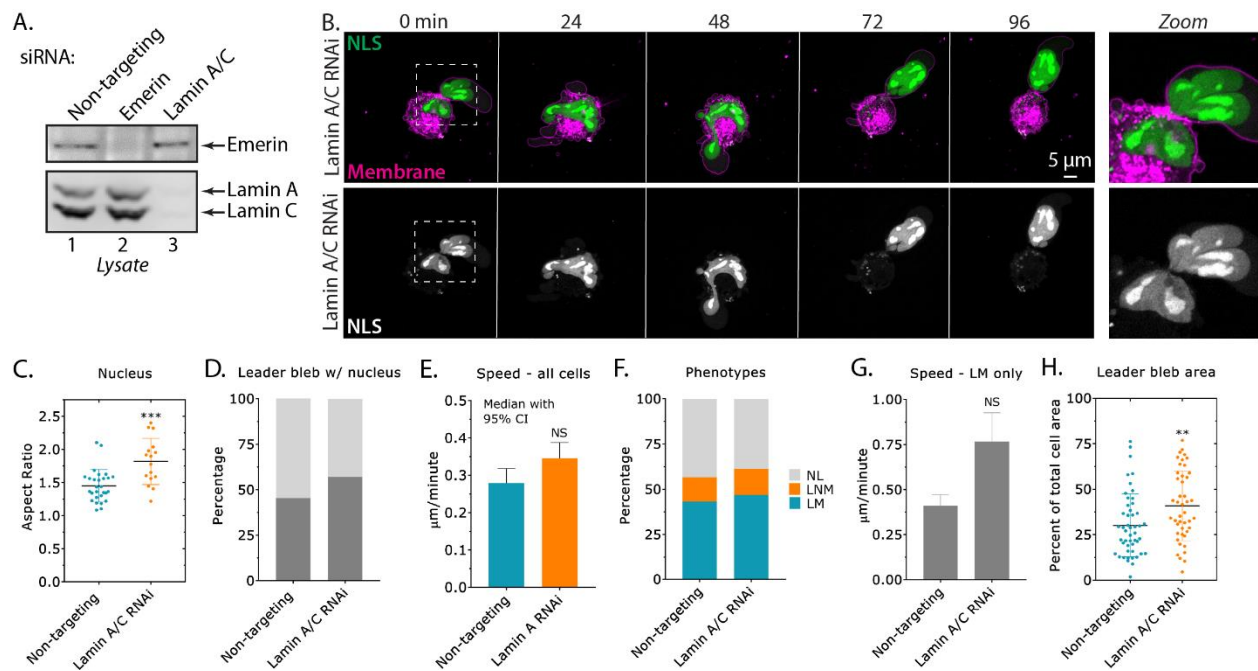 A.
siRNA:
Non-targeting
Emerin
Lamin A/C
Emerin
Lamin A
Lamin C
1 2 3
Lysate
B.
0 min 24 48 72 96 Zoom
Lamin A/C RNAi
NLS
Membrane
5 µm
Lamin A/C RNAi
NLS
C.
Nucleus
Aspect Ratio
2.5
2.0
1.5
1.0
0.5
0.0
***
Non-targeting
Lamin A/C RNAi
D.
Leader bleb w/ nucleus
Percentage
100
75
50
25
0
Non-targeting
Lamin A/C RNAi
E.
Speed - all cells
Median with
95% CI
NS
µm/minute
0.5
0.4
0.3
0.2
0.1
0.0
Non-targeting
Lamin A RNAi
F.
Phenotypes
Percentage
100
75
50
25
0
NL
LNM
LM
Non-targeting
Lamin A/C RNAi
G.
Speed - LM only
NS
µm/minute
1.00
0.75
0.50
0.25
0.00
Non-targeting
Lamin A/C RNAi
H.
Leader bleb area
Percent of total cell area
100
75
50
25
0
**
Non-targeting
Lamin A/C RNAi